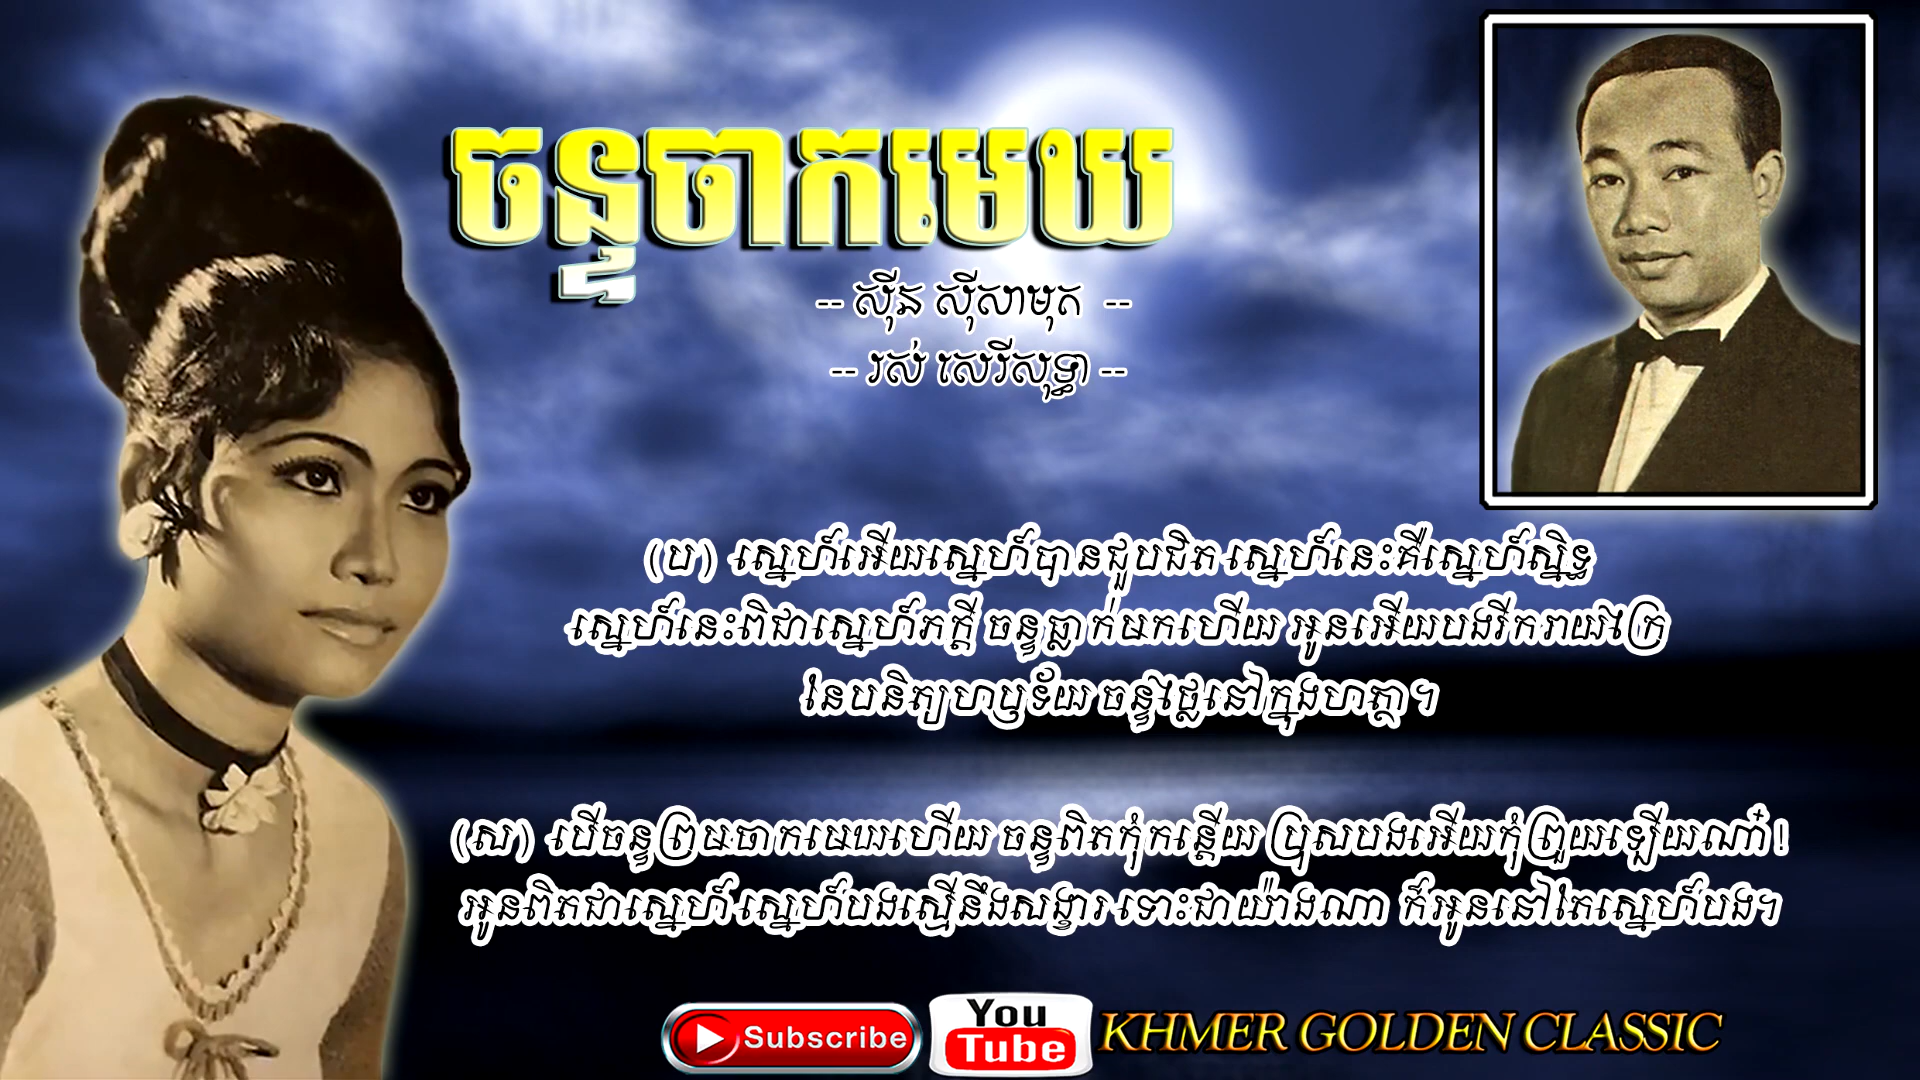 ចន្ទចាកមេឃ
-- ស៊ីន ស៊ីសាមុត --
-- រស់ សេរីសុទ្ធា --
(ប) ស្នេហ៍អើយស្នេហ៍បានជួបជិត ស្នេហ៍នេះគឺស្នេហ៍ស្និទ្ធ
ស្នេហ៍នេះពិជាស្នេហ៍ភក្ដី ចន្ទធ្លាក់មកហើយ អូនអើយបងរីករាយក្រៃ
នែបនិត្យហឫទ័យ ចន្ទថ្លៃនៅក្នុងហត្ថា។
(ស) បើចន្ទព្រមចាកមេឃហើយ ចន្ទពិតកុំកន្តើយ ប្រុសបងអើយកុំព្រួយឡើយណា៎!
អូនពិតជាស្នេហ៍ ស្នេហ៍បងស្មើនឹងសង្ខារ ទោះជាយ៉ាងណា ក៏អូននៅតែស្នេហ៍បង។
Subscribe
You
Tube
KHMER GOLDEN CLASSIC